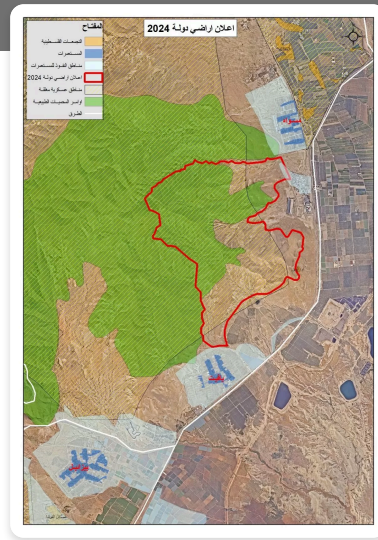 اعلان اراضي دولة 2024
المفتاح
التجمعات الفلسطينية
المستعمرات
مناطق النفوذ للمستعمرات
اعلان اراضي دولة 2024
مناطق عسكرية مغلقة
اوامر المحميات الطبيعية
الطرق